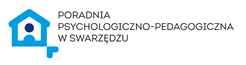 PORADNIA
PSYCHOLOGICZNO-PEDAGOGICZNA
W SWARZĘDZU